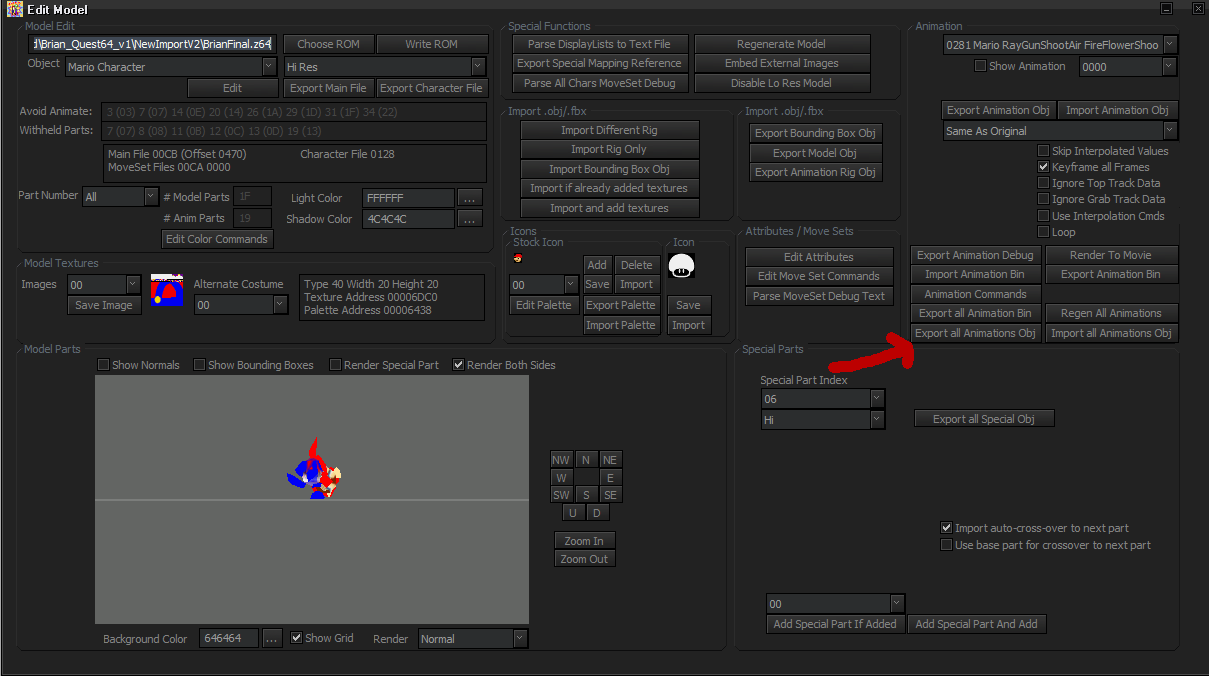 Edit Model
Model Edit
d\Brian_Quest64_v1\NewImportV2\BrianFinal.z64
Choose ROM
Write ROM
Object
Mario Character
Hi Res
Edit
Export Main File
Export Character File
Avoid Animate:
3 (03) 7 (07) 14 (0E) 20 (14) 26 (1A) 29 (1D) 31 (1F) 34 (22)
Withheld Parts:
7 (07) 8 (08) 11 (0B) 12 (0C) 13 (0D) 19 (13)
Main File 00CB (Offset 0470)
Character File 0128
MoveSet Files 00CA 0000
Part Number
All
# Model Parts
1F
Light Color
FFFFFF
...
# Anim Parts
19
Shadow Color
4C4C4C
...
Edit Color Commands
Model Textures
Images
00
Save Image
Alternate Costume
00
Type 40 Width 20 Height 20
Texture Address 00006DC0
Palette Address 00006438
Special Functions
Parse DisplayLists to Text File
Regenerate Model
Export Special Mapping Reference
Embed External Images
Parse All Chars MoveSet Debug
Disable Lo Res Model
Import .obj/.fbx
Import Different Rig
Import Rig Only
Import Bounding Box Obj
Import if already added textures
Import and add textures
Import .obj/.fbx
Export Bounding Box Obj
Export Model Obj
Export Animation Rig Obj
Icons
Stock Icon
Add
Delete
00
Save
Import
Edit Palette
Export Palette
Import Palette
Icon
Save
Import
Attributes / Move Sets
Edit Attributes
Edit Move Set Commands
Parse MoveSet Debug Text
Animation
0281 Mario RayGunShootAir FireFlowerShoo
Show Animation
0000
Export Animation Obj
Import Animation Obj
Same As Original
Skip Interpolated Values
Keyframe all Frames
Ignore Top Track Data
Ignore Grab Track Data
Use Interpolation Cmds
Loop
Export Animation Debug
Render To Movie
Import Animation Bin
Export Animation Bin
Animation Commands
Export all Animation Bin
Regen All Animations
Export all Animations Obj
Import all Animations Obj
Model Parts
Show Normals
Show Bounding Boxes
Render Special Part
Render Both Sides
NW
N
NE
W
E
SW
S
SE
U
D
Zoom In
Zoom Out
Background Color
646464
...
Show Grid
Render
Normal
Special Parts
Special Part Index
06
Hi
Export all Special Obj
Import auto-cross-over to next part
Use base part for crossover to next part
00
Add Special Part If Added
Add Special Part And Add